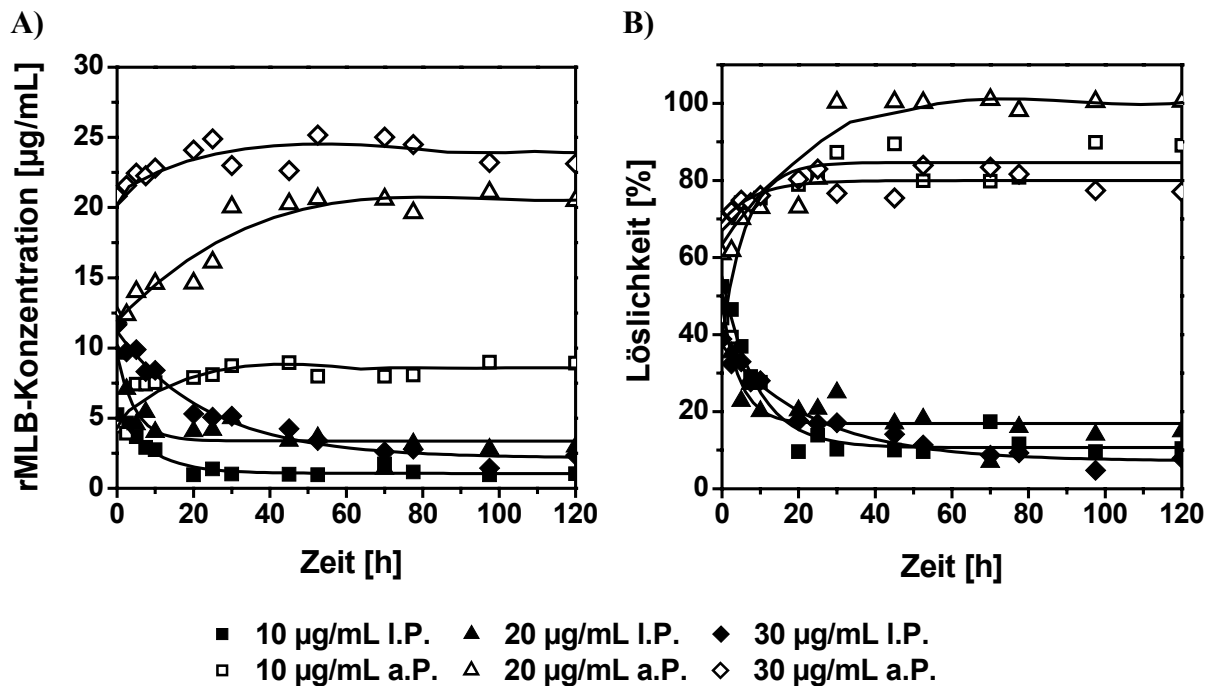 A)
rMLB-Konzentration [µg/mL]
30
25
20
15
10
5
0
0 20 40 60 80 100 120
Zeit [h]
B)
Löslichkeit [%]
100
80
60
40
20
0
0 20 40 60 80 100 120
Zeit [h]
10 µg/mL l.P. 20 µg/mL l.P. 30 µg/mL l.P.
10 µg/mL a.P. 20 µg/mL a.P. 30 µg/mL a.P.